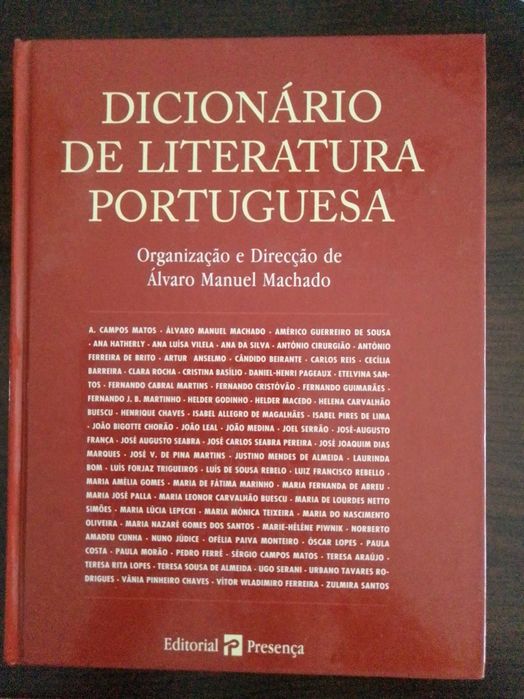 DICIONÁRIO
DE LITERATURA
PORTUGUESA
Organização e Direcção de
Álvaro Manuel Machado
A. CAMPOS MATOS · ÁLVARO MANUEL MACHADO · AMÉRICO GUERREIRO DE SOUSA
· ANA HATHERLY · ANA LUÍSA VILELA · ANA DA SILVA · ANTÓNIO CIRURGIÃO · ANTÓNIO
FERREIRA DE BRITO · ARTUR ANSELMO · CÂNDIDO BEIRANTE · CARLOS REIS · CECÍLIA
BARREIRA · CLARA ROCHA · CRISTINA BASÍLIO · DANIEL-HENRI PAGEAUX · ETELVINA SAN-
TOS · FERNANDO CABRAL MARTINS · FERNANDO CRISTÓVÃO · FERNANDO GUIMARÃES ·
FERNANDO J. B. MARTINHO · HELDER GODINHO · HELDER MACEDO · HELENA CARVALHÃO
BUESCU · HENRIQUE CHAVES · ISABEL ALLEGRO DE MAGALHÃES · ISABEL PIRES DE LIMA
· JOÃO BIGOTTE CHORÃO · JOÃO LEAL · JOÃO MEDINA · JOEL SERRÃO · JOSÉ-AUGUSTO
FRANÇA · JOSÉ AUGUSTO SEABRA · JOSÉ CARLOS SEABRA PEREIRA · JOSÉ JOAQUIM DIAS
MARQUES · JOSÉ V. DE PINA MARTINS · JUSTINO MENDES DE ALMEIDA · LAURINDA
BOM · LUÍS FORJAZ TRIGUEIROS · LUÍS DE SOUSA REBELO · LUIZ FRANCISCO REBELLO ·
MARIA AMÉLIA GOMES · MARIA DE FÁTIMA MARINHO · MARIA FERNANDA DE ABREU ·
MARIA JOSÉ PALLA · MARIA LEONOR CARVALHÃO BUESCU · MARIA DE LOURDES NETTO
SIMÕES · MARIA LÚCIA LEPECKI · MARIA MÓNICA TEIXEIRA · MARIA DO NASCIMENTO
OLIVEIRA · MARIA NAZARÉ GOMES DOS SANTOS · MARIE-HÉLÈNE PIWNIK · NORBERTO
AMADEU CUNHA · NUNO JÚDICE · OFÉLIA PAIVA MONTEIRO · ÓSCAR LOPES · PAULA
COSTA · PAULA MORÃO · PEDRO FERRÉ · SÉRGIO CAMPOS MATOS · TERESA ARAÚJO ·
TERESA RITA LOPES · TERESA SOUSA DE ALMEIDA · UGO SERANI · URBANO TAVARES RO-
DRIGUES · VÂNIA PINHEIRO CHAVES · VÍTOR WLADIMIRO FERREIRA · ZULMIRA SANTOS
Editorial P Presença